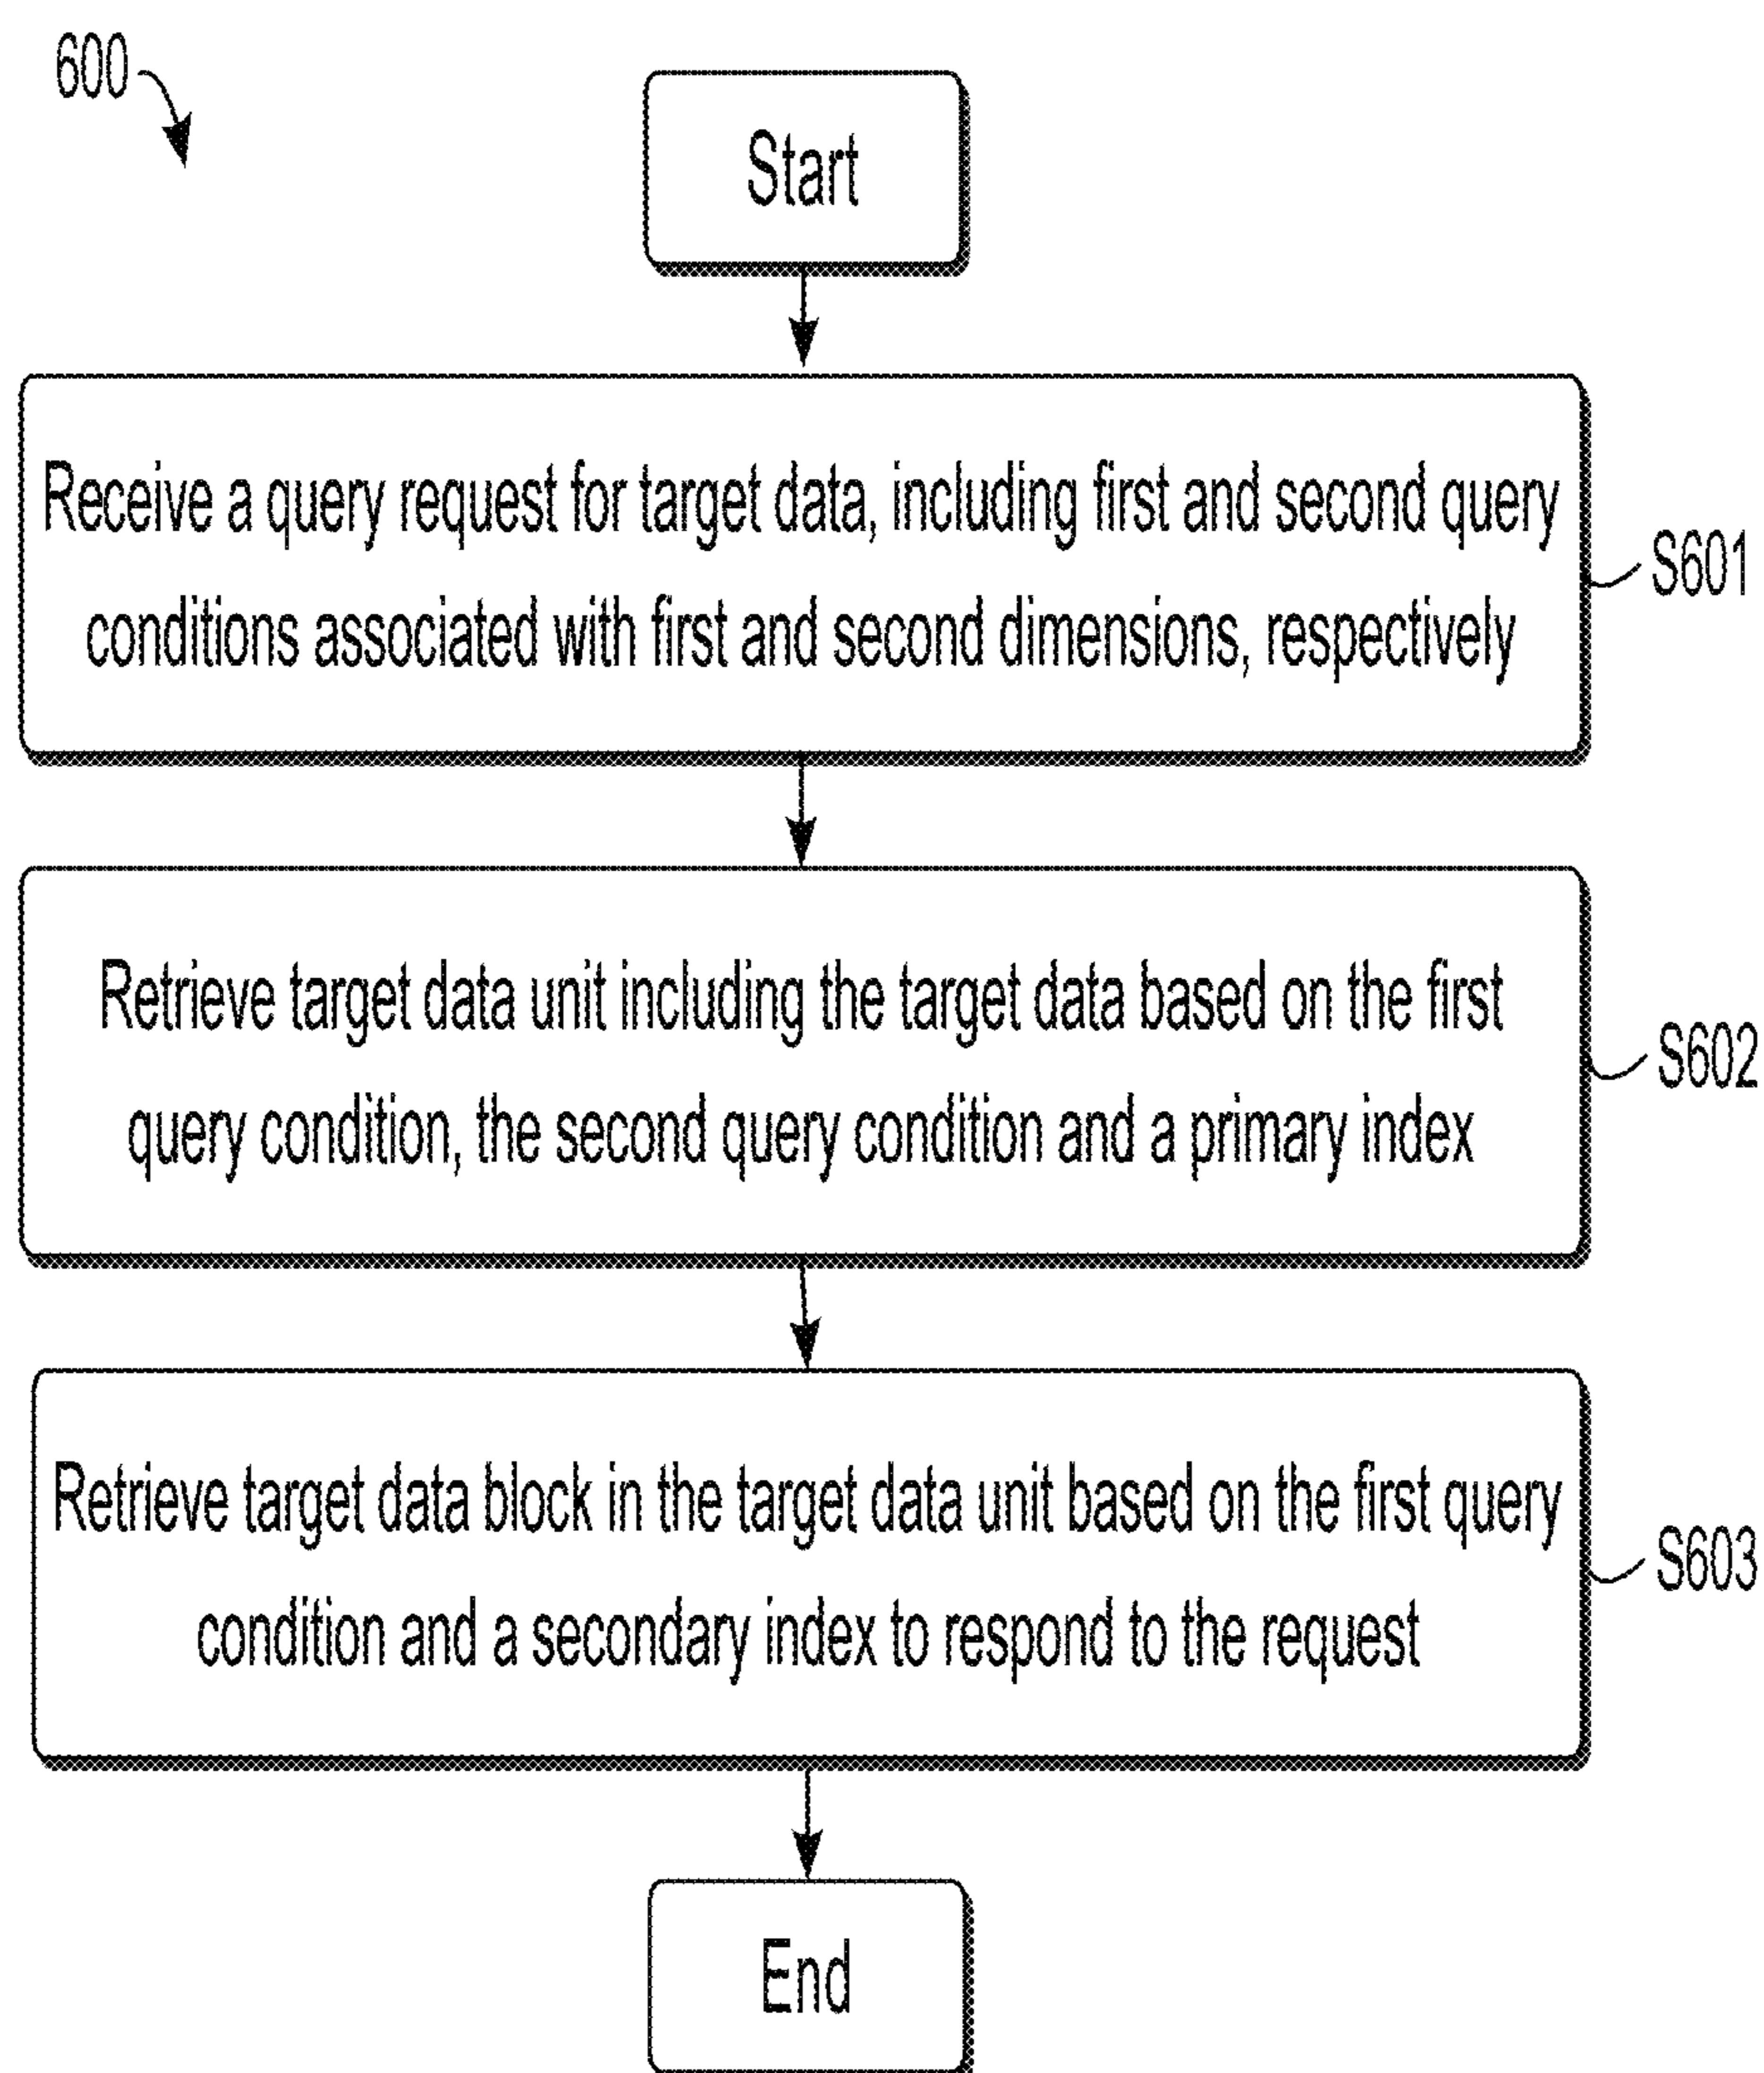 600
Start
Receive a query request for target data, including first and second query
conditions associated with first and second dimensions, respectively
S601
Retrieve target data unit including the target data based on the first
query condition, the second query condition and a primary index
S602
Retrieve target data block in the target data unit based on the first query
condition and a secondary index to respond to the request
S603
End